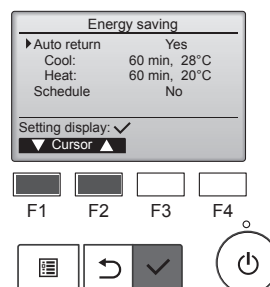 Energy saving
Auto return Yes
Cool: 60 min, 28°C
Heat: 60 min, 20°C
Schedule No
Setting display: ✓
▼ Cursor ▲
F1 F2 F3 F4